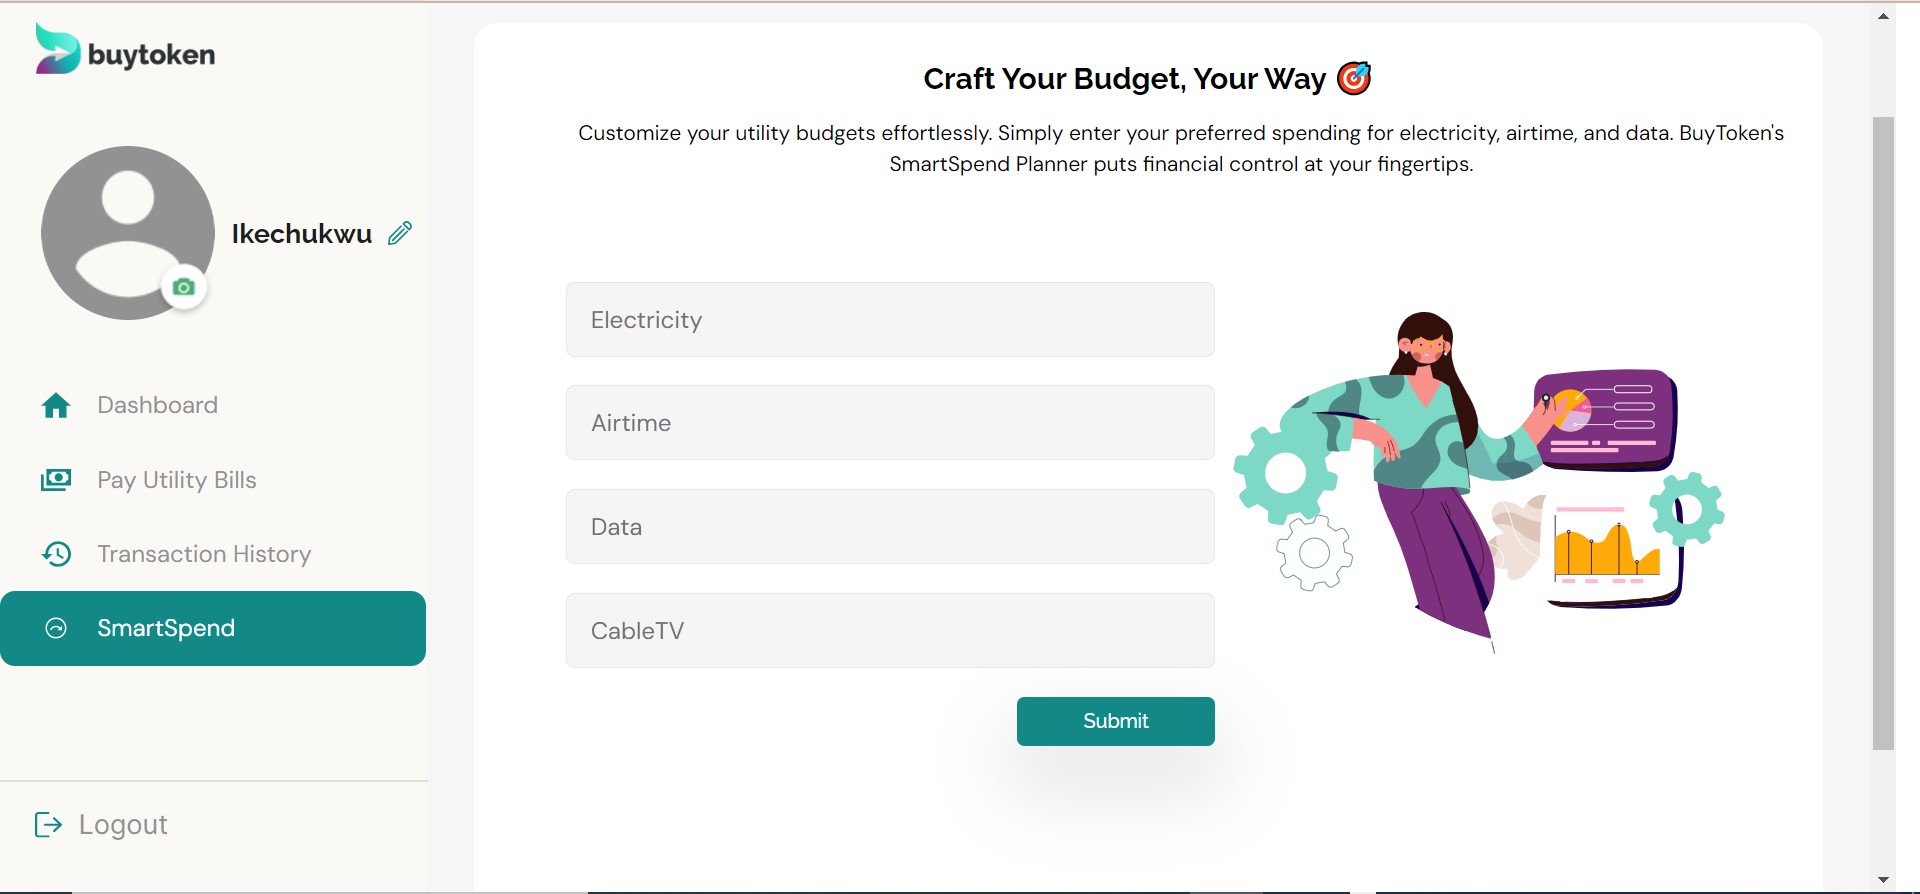 buytoken
Ikechukwu
Dashboard
Pay Utility Bills
Transaction History
SmartSpend
Logout
Craft Your Budget, Your Way
Customize your utility budgets effortlessly. Simply enter your preferred spending for electricity, airtime, and data. BuyToken's
SmartSpend Planner puts financial control at your fingertips.
Electricity
Airtime
Data
CableTV
Submit